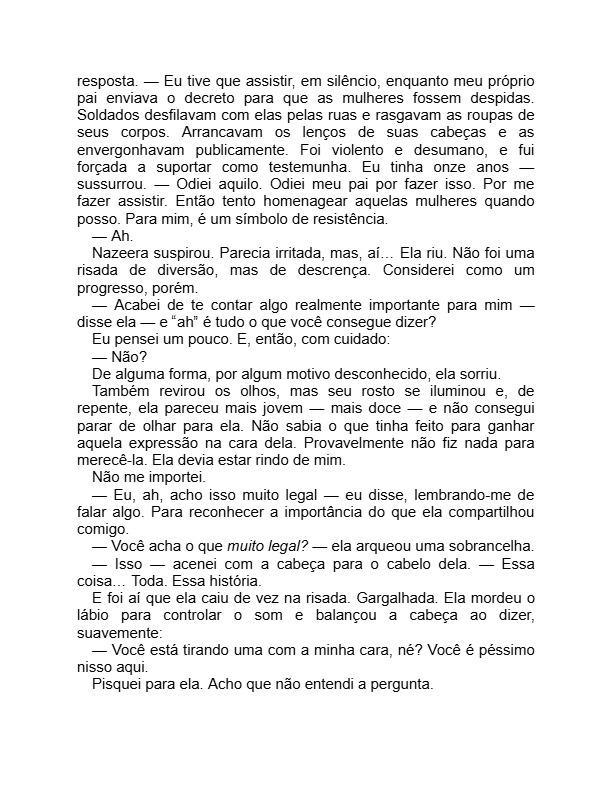 resposta. — Eu tive que assistir, em silêncio, enquanto meu próprio
pai enviava o decreto para que as mulheres fossem despidas.
Soldados desfilavam com elas pelas ruas e rasgavam as roupas de
seus corpos. Arrancavam os lenços de suas cabeças e as
envergonhavam publicamente. Foi violento e desumano, e fui
forçada a suportar como testemunha. Eu tinha onze anos —
sussurrou. — Odiei aquilo. Odiei meu pai por fazer isso. Por me
fazer assistir. Então tento homenagear aquelas mulheres quando
posso. Para mim, é um símbolo de resistência.
— Ah.
Nazeera suspirou. Parecia irritada, mas, aí… Ela riu. Não foi uma
risada de diversão, mas de descrença. Considerei como um
progresso, porém.
— Acabei de te contar algo realmente importante para mim —
disse ela — e “ah” é tudo o que você consegue dizer?
Eu pensei um pouco. E, então, com cuidado:
— Não?
De alguma forma, por algum motivo desconhecido, ela sorriu.
Também revirou os olhos, mas seu rosto se iluminou e, de
repente, ela pareceu mais jovem — mais doce — e não consegui
parar de olhar para ela. Não sabia o que tinha feito para ganhar
aquela expressão na cara dela. Provavelmente não fiz nada para
merecê-la. Ela devia estar rindo de mim.
Não me importei.
— Eu, ah, acho isso muito legal — eu disse, lembrando-me de
falar algo. Para reconhecer a importância do que ela compartilhou
comigo.
— Você acha o que muito legal? — ela arqueou uma sobrancelha.
— Isso — acenei com a cabeça para o cabelo dela. — Essa
coisa… Toda. Essa história.
E foi aí que ela caiu de vez na risada. Gargalhada. Ela mordeu o
lábio para controlar o som e balançou a cabeça ao dizer,
suavemente:
— Você está tirando uma com a minha cara, né? Você é péssimo
nisso aqui.
Pisquei para ela. Acho que não entendi a pergunta.